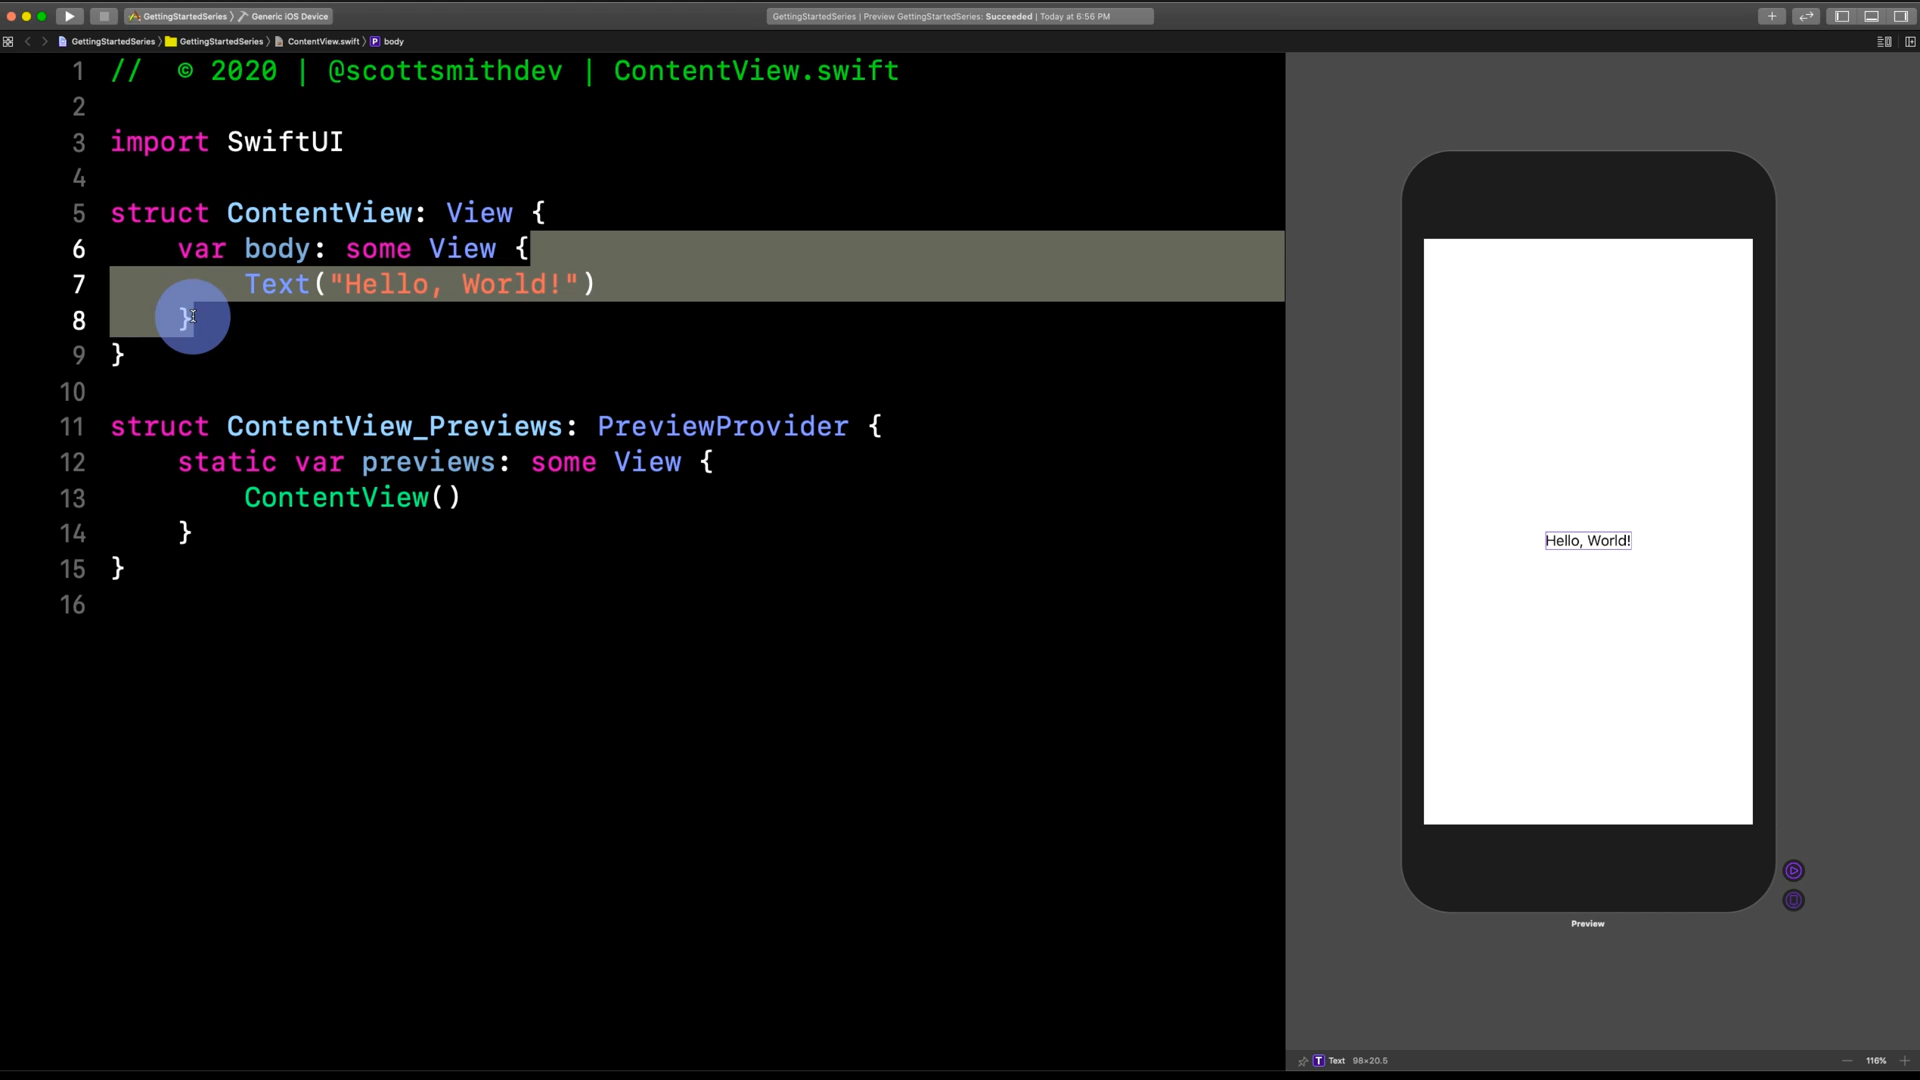 GettingStartedSeries Generic iOS Device
GettingStartedSeries | Preview GettingStartedSeries: Succeeded | Today at 6:56 PM
GettingStartedSeries GettingStartedSeries ContentView.swift P body
1 // © 2020 | @scottsmithdev | ContentView.swift
2
3 import SwiftUI
4
5 struct ContentView: View {
6 var body: some View {
7 Text("Hello, World!")
8 }
9 }
10
11 struct ContentView_Previews: PreviewProvider {
12 static var previews: some View {
13 ContentView()
14 }
15 }
16
Hello, World!
Preview
T Text 98×20.5
116%